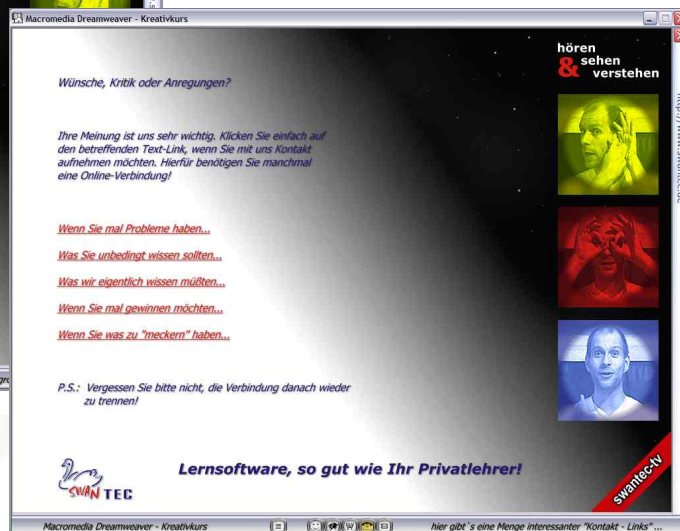 Macromedia Dreamweaver - Kreativkurs
hören
& sehen
verstehen
Wünsche, Kritik oder Anregungen?
Ihre Meinung ist uns sehr wichtig. Klicken Sie einfach auf
den betreffenden Text-Link, wenn Sie mit uns Kontakt
aufnehmen möchten. Hierfür benötigen Sie manchmal
eine Online-Verbindung!
Wenn Sie mal Probleme haben...
Was Sie unbedingt wissen sollten...
Was wir eigentlich wissen müßten...
Wenn Sie mal gewinnen möchten...
Wenn Sie was zu "meckern" haben...
P.S.: Vergessen Sie bitte nicht, die Verbindung danach wieder
zu trennen!
SWAN TEC
Lernsoftware, so gut wie Ihr Privatlehrer!
swantec-tv
Macromedia Dreamweaver - Kreativkurs
hier gibt`s eine Menge interessanter "Kontakt - Links" ...